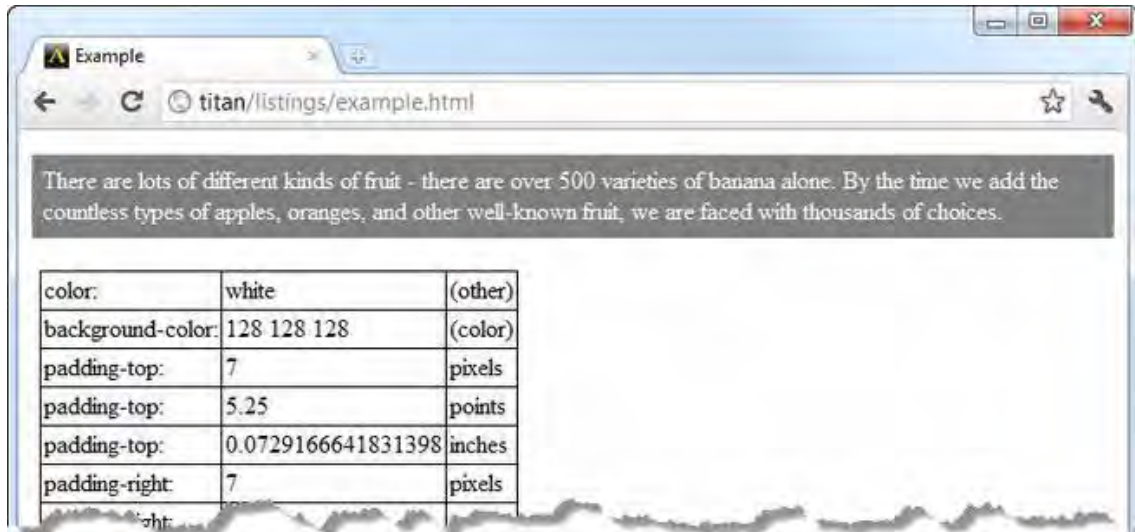 Example
titan/listings/example.html
There are lots of different kinds of fruit - there are over 500 varieties of banana alone. By the time we add the
countless types of apples, oranges, and other well-known fruit, we are faced with thousands of choices.
color: white (other)
background-color: 128 128 128 (color)
padding-top: 7 pixels
padding-top: 5.25 points
padding-top: 0.0729166641831398 inches
padding-right: 7 pixels